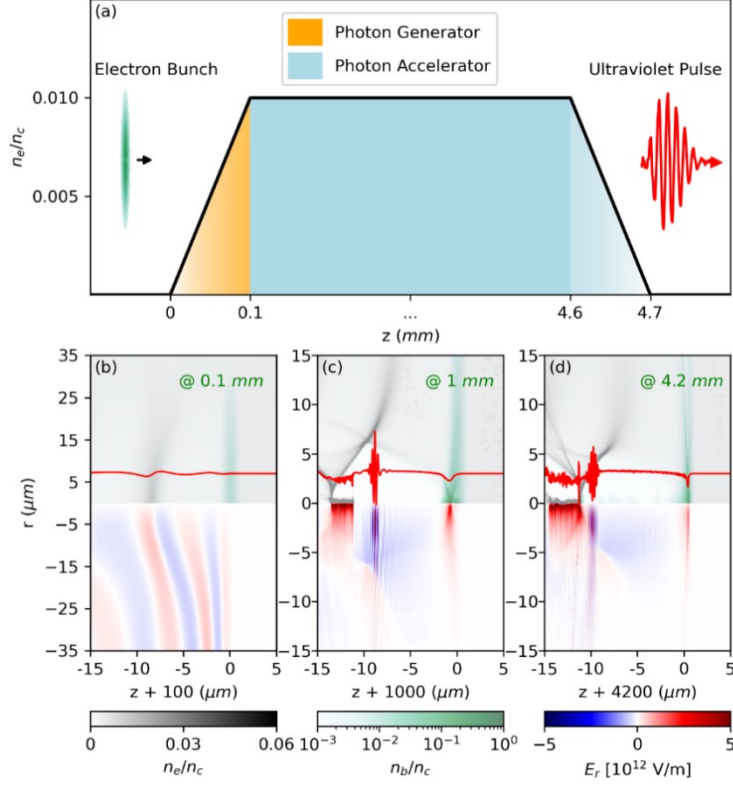 (a)
Photon Generator
Photon Accelerator
Electron Bunch
Ultraviolet Pulse
n_e/n_c
0.010
0.005
0 0.1 ... 4.6 4.7
z (mm)
(b) @ 0.1 mm
(c) @ 1 mm
(d) @ 4.2 mm
r (μm)
35
25
15
5
−5
−15
−25
−35
15
10
5
0
−5
−10
−15
15
10
5
0
−5
−10
−15
-15 -10 -5 0 5
-15 -10 -5 0 5
-15 -10 -5 0 5
z + 100 (μm)
z + 1000 (μm)
z + 4200 (μm)
0 0.03 0.06
n_e/n_c
10⁻³ 10⁻² 10⁻¹ 10⁰
n_b/n_c
−5 0 5
E_r [10¹² V/m]